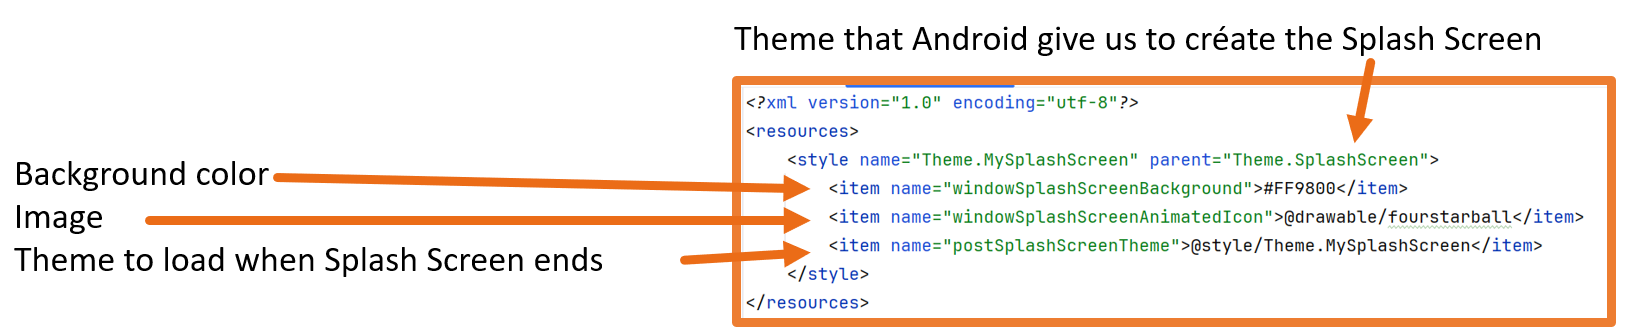 Theme that Android give us to créate the Splash Screen
<?xml version="1.0" encoding="utf-8"?>
<resources>
<style name="Theme.MySplashScreen" parent="Theme.SplashScreen">
Background color
<item name="windowSplashScreenBackground">#FF9800</item>
Image
<item name="windowSplashScreenAnimatedIcon">@drawable/fourstarball</item>
Theme to load when Splash Screen ends
<item name="postSplashScreenTheme">@style/Theme.MySplashScreen</item>
</style>
</resources>